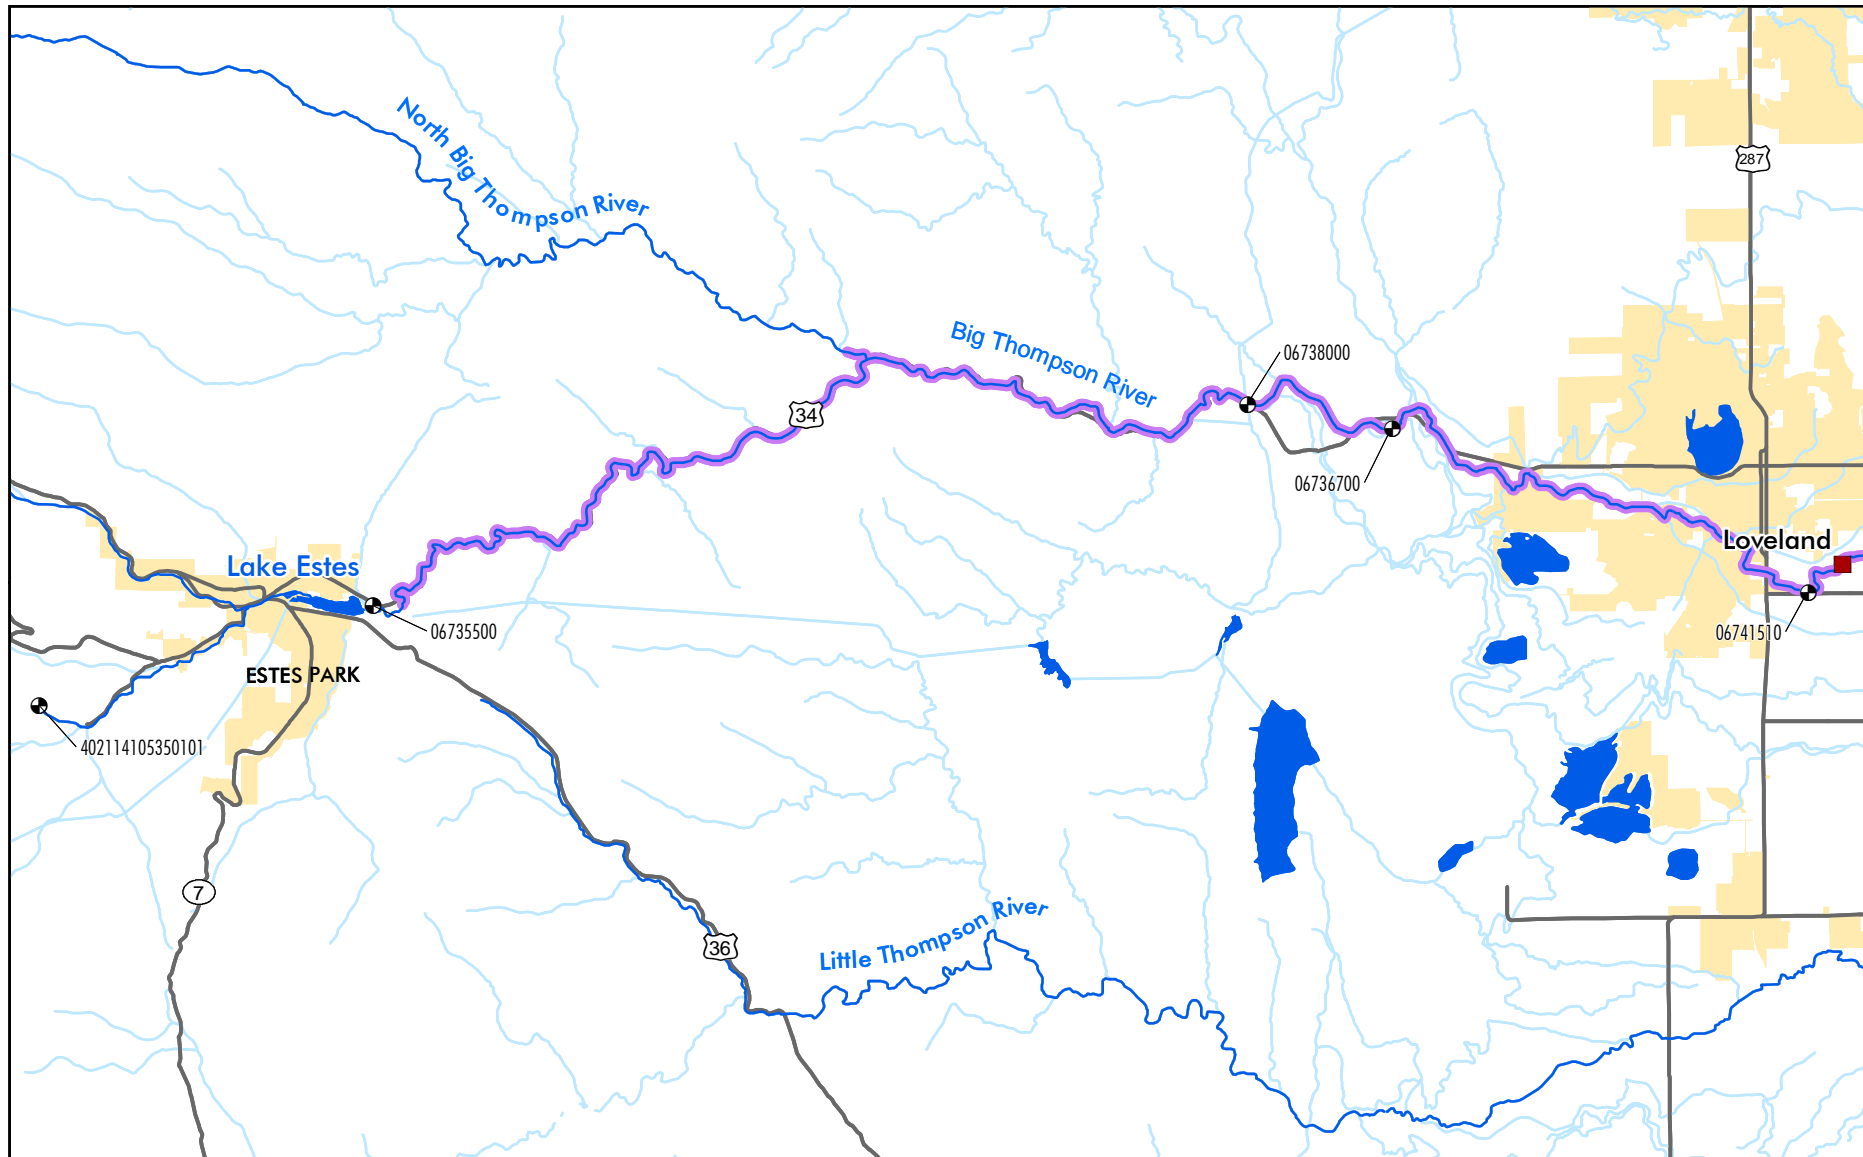 North Big Thompson River
287
Big Thompson River
06738000
34
06736700
Loveland
Lake Estes
06735500
06741510
ESTES PARK
402114105350101
7
Little Thompson River
36